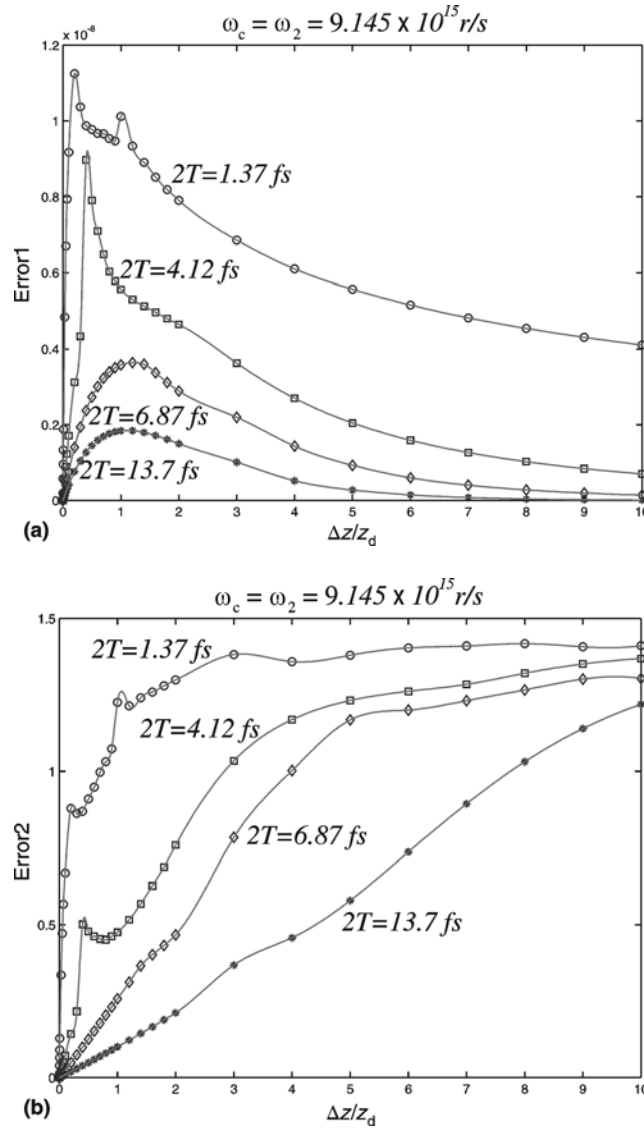 ω_c = ω_2 = 9.145 x 10^15 r/s
x 10^-8
1.2
1
0.8
0.6
0.4
0.2
0
Error1
2T=1.37 fs
2T=4.12 fs
2T=6.87 fs
2T=13.7 fs
0 1 2 3 4 5 6 7 8 9 10
(a) Δz/z_d
ω_c = ω_2 = 9.145 x 10^15 r/s
1.5
1
0.5
0
Error2
2T=1.37 fs
2T=4.12 fs
2T=6.87 fs
2T=13.7 fs
0 1 2 3 4 5 6 7 8 9 10
(b) Δz/z_d